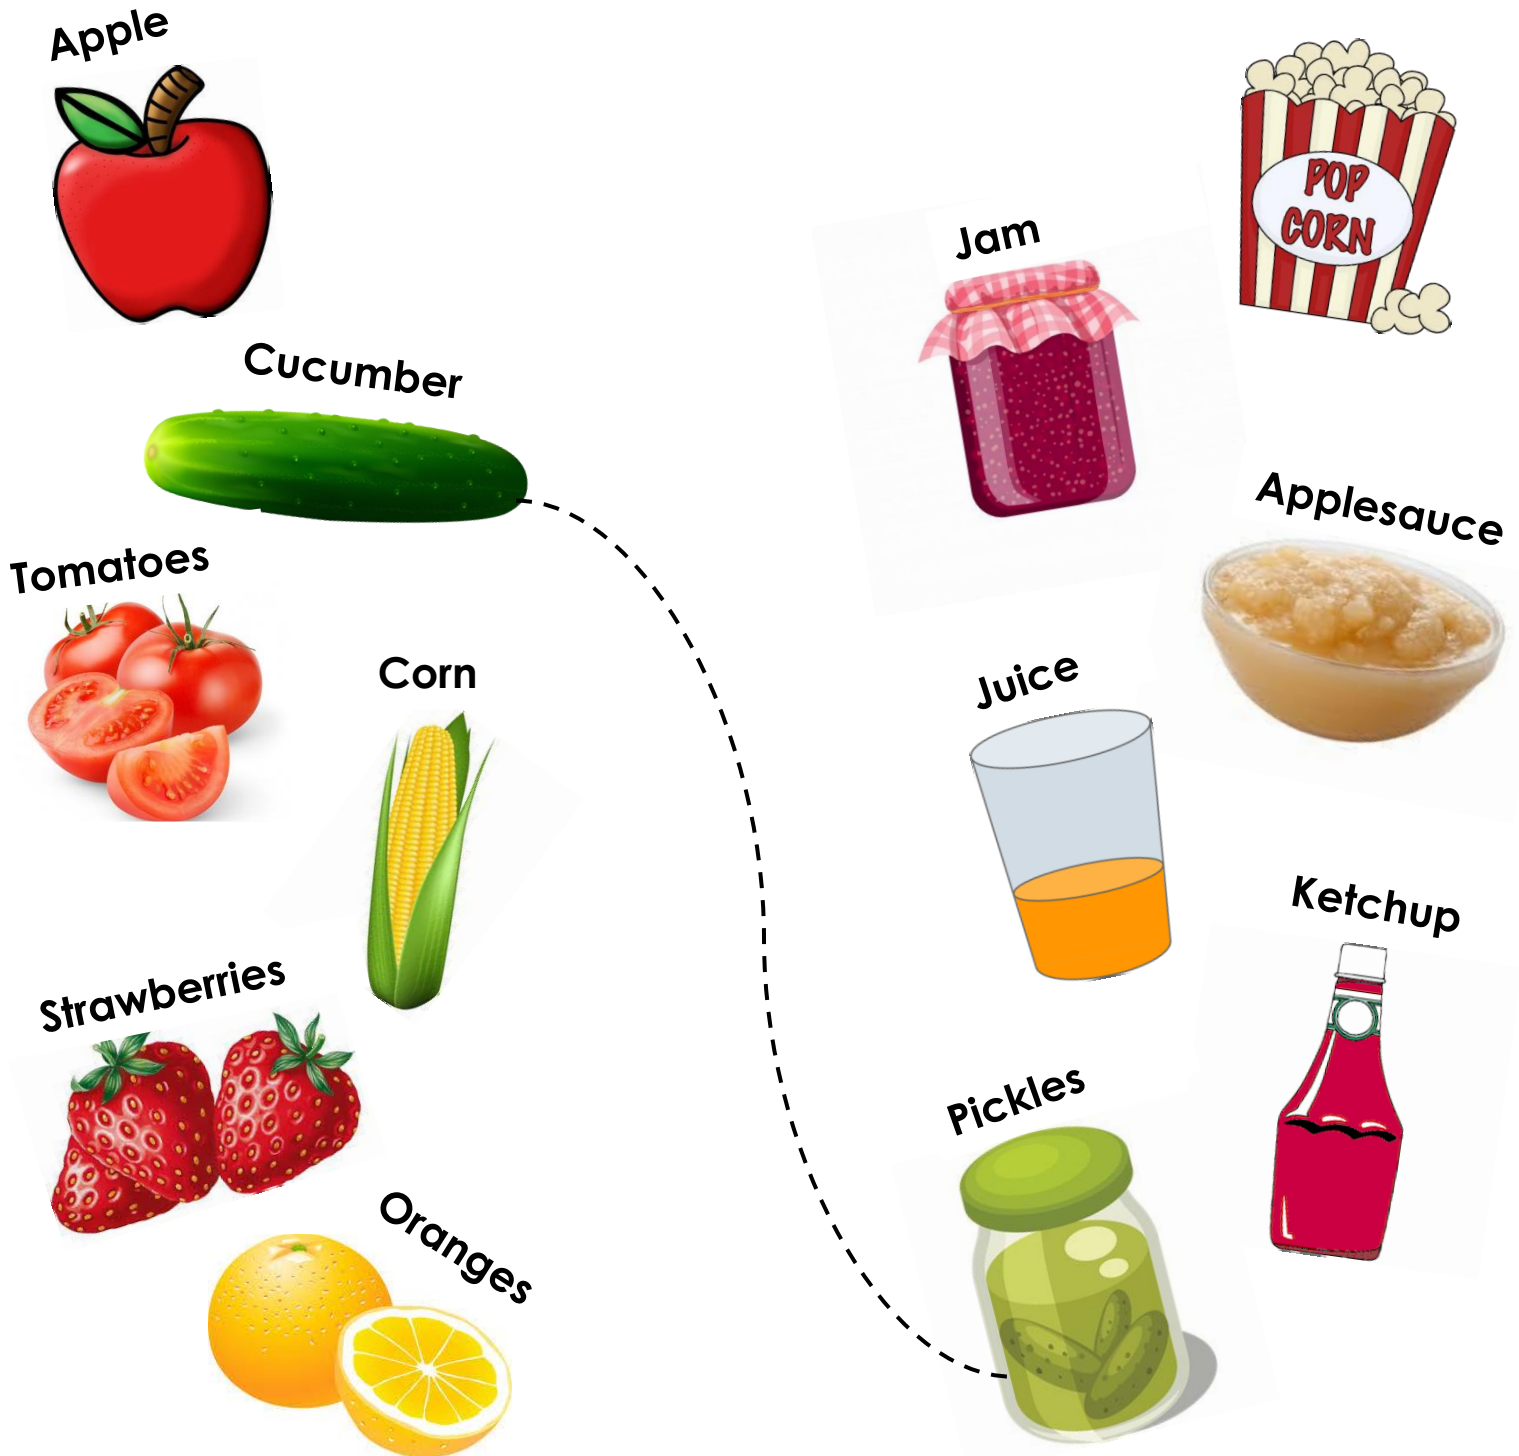 Apple
Cucumber
Tomatoes
Corn
Strawberries
Oranges
POP
CORN
Jam
Applesauce
Juice
Ketchup
Pickles